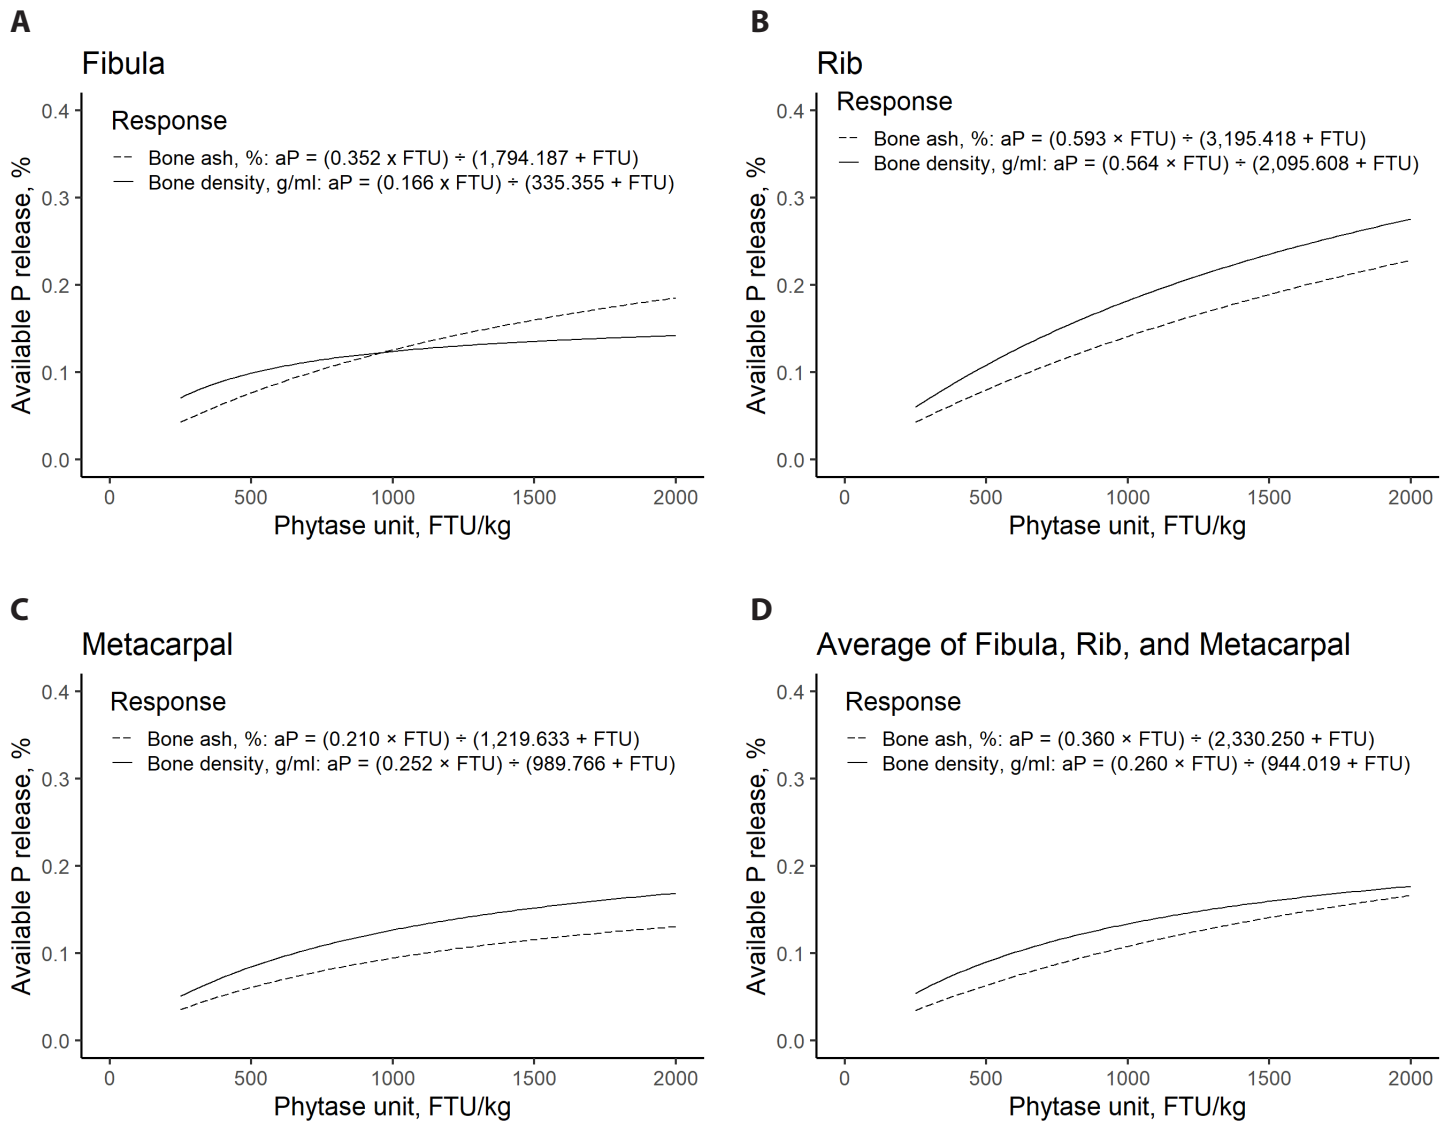 A
Fibula
Response
Bone ash, %: aP = (0.352 x FTU) ÷ (1,794.187 + FTU)
Bone density, g/ml: aP = (0.166 x FTU) ÷ (335.355 + FTU)
Available P release, %
0.4
0.3
0.2
0.1
0.0
0 500 1000 1500 2000
Phytase unit, FTU/kg
B
Rib
Response
Bone ash, %: aP = (0.593 × FTU) ÷ (3,195.418 + FTU)
Bone density, g/ml: aP = (0.564 × FTU) ÷ (2,095.608 + FTU)
Available P release, %
0.4
0.3
0.2
0.1
0.0
0 500 1000 1500 2000
Phytase unit, FTU/kg
C
Metacarpal
Response
Bone ash, %: aP = (0.210 × FTU) ÷ (1,219.633 + FTU)
Bone density, g/ml: aP = (0.252 × FTU) ÷ (989.766 + FTU)
Available P release, %
0.4
0.3
0.2
0.1
0.0
0 500 1000 1500 2000
Phytase unit, FTU/kg
D
Average of Fibula, Rib, and Metacarpal
Response
Bone ash, %: aP = (0.360 × FTU) ÷ (2,330.250 + FTU)
Bone density, g/ml: aP = (0.260 × FTU) ÷ (944.019 + FTU)
Available P release, %
0.4
0.3
0.2
0.1
0.0
0 500 1000 1500 2000
Phytase unit, FTU/kg